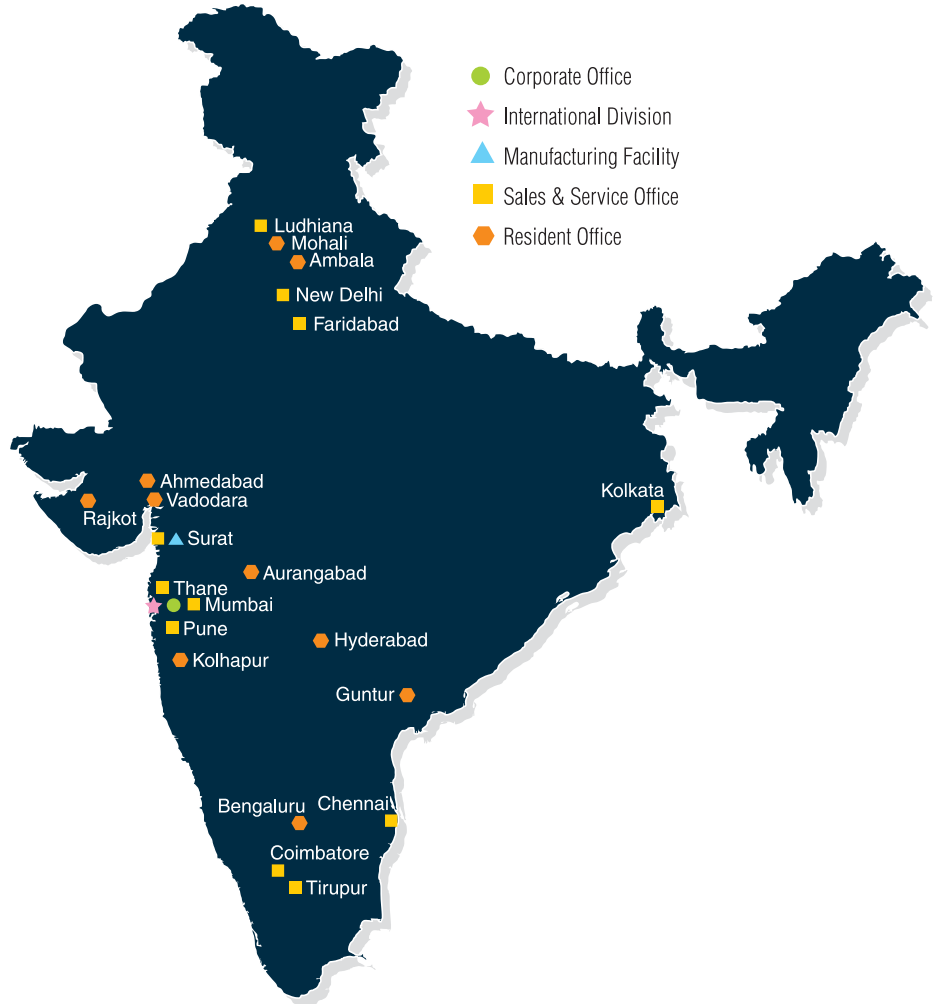 Corporate Office
International Division
Manufacturing Facility
Sales & Service Office
Resident Office
Ludhiana
Mohali
Ambala
New Delhi
Faridabad
Ahmedabad
Vadodara
Rajkot
Kolkata
Surat
Aurangabad
Thane
Mumbai
Pune
Hyderabad
Kolhapur
Guntur
Bengaluru
Chennai
Coimbatore
Tirupur